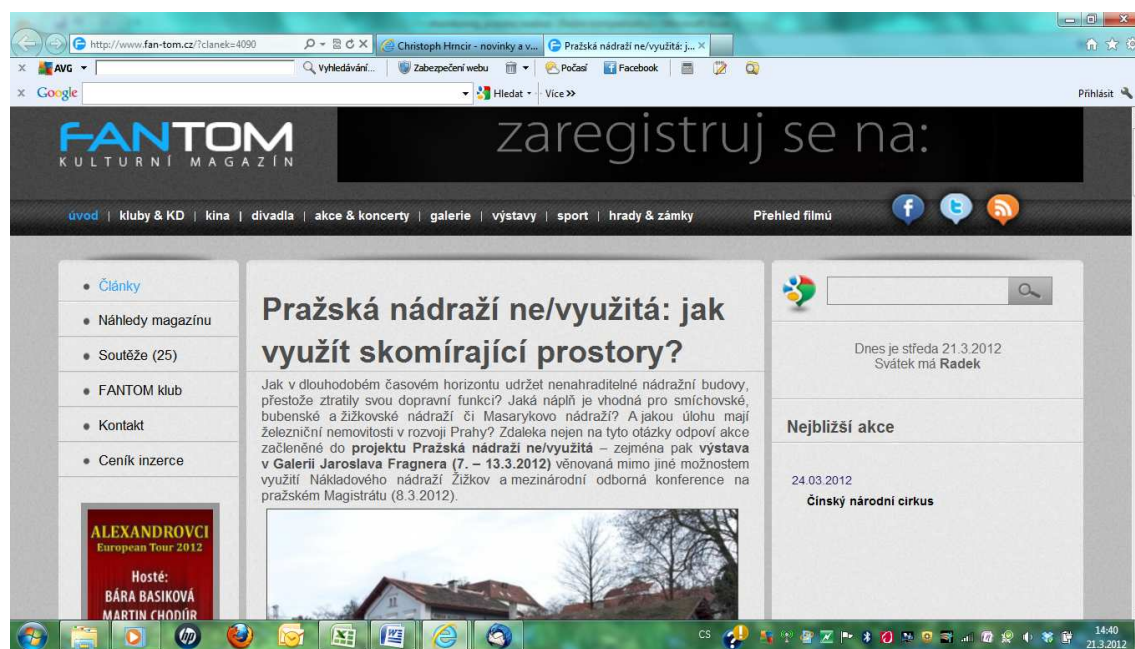 http://www.fan-tom.cz/?clanek=4090
Christoph Hrncir - novinky a v...
Pražská nádraží ne/využitá: j...
AVG
Vyhledávání...
Zabezpečení webu
Počasí
Facebook
Google
Hledat
Více >>
Přihlásit
FANTOM
KULTURNÍ MAGAZÍN
zaregistruj se na:
úvod | kluby & KD | kina | divadla | akce & koncerty | galerie | výstavy | sport | hrady & zámky
Přehled filmů
Články
Náhledy magazínu
Soutěže (25)
FANTOM klub
Kontakt
Ceník inzerce
ALEXANDROVCI
European Tour 2012
Hosté:
BÁRA BASIKOVÁ
MARTIN CHODÚR
Pražská nádraží ne/využitá: jak
využít skomírající prostory?
Jak v dlouhodobém časovém horizontu udržet nenahraditelné nádražní budovy,
přestože ztratily svou dopravní funkci? Jaká náplň je vhodná pro smíchovské,
bubenské a žižkovské nádraží či Masarykovo nádraží? A jakou úlohu mají
železniční nemovitosti v rozvoji Prahy? Zdaleka nejen na tyto otázky odpoví akce
začleněné do projektu Pražská nádraží ne/využitá – zejména pak výstava
v Galerii Jaroslava Fragnera (7. – 13.3.2012) věnovaná mimo jiné možnostem
využití Nákladového nádraží Žižkov a mezinárodní odborná konference na
pražském Magistrátu (8.3.2012).
Dnes je středa 21.3.2012
Svátek má Radek
Nejbližší akce
24.03.2012
Čínský národní cirkus
CS
14:40
21.3.2012